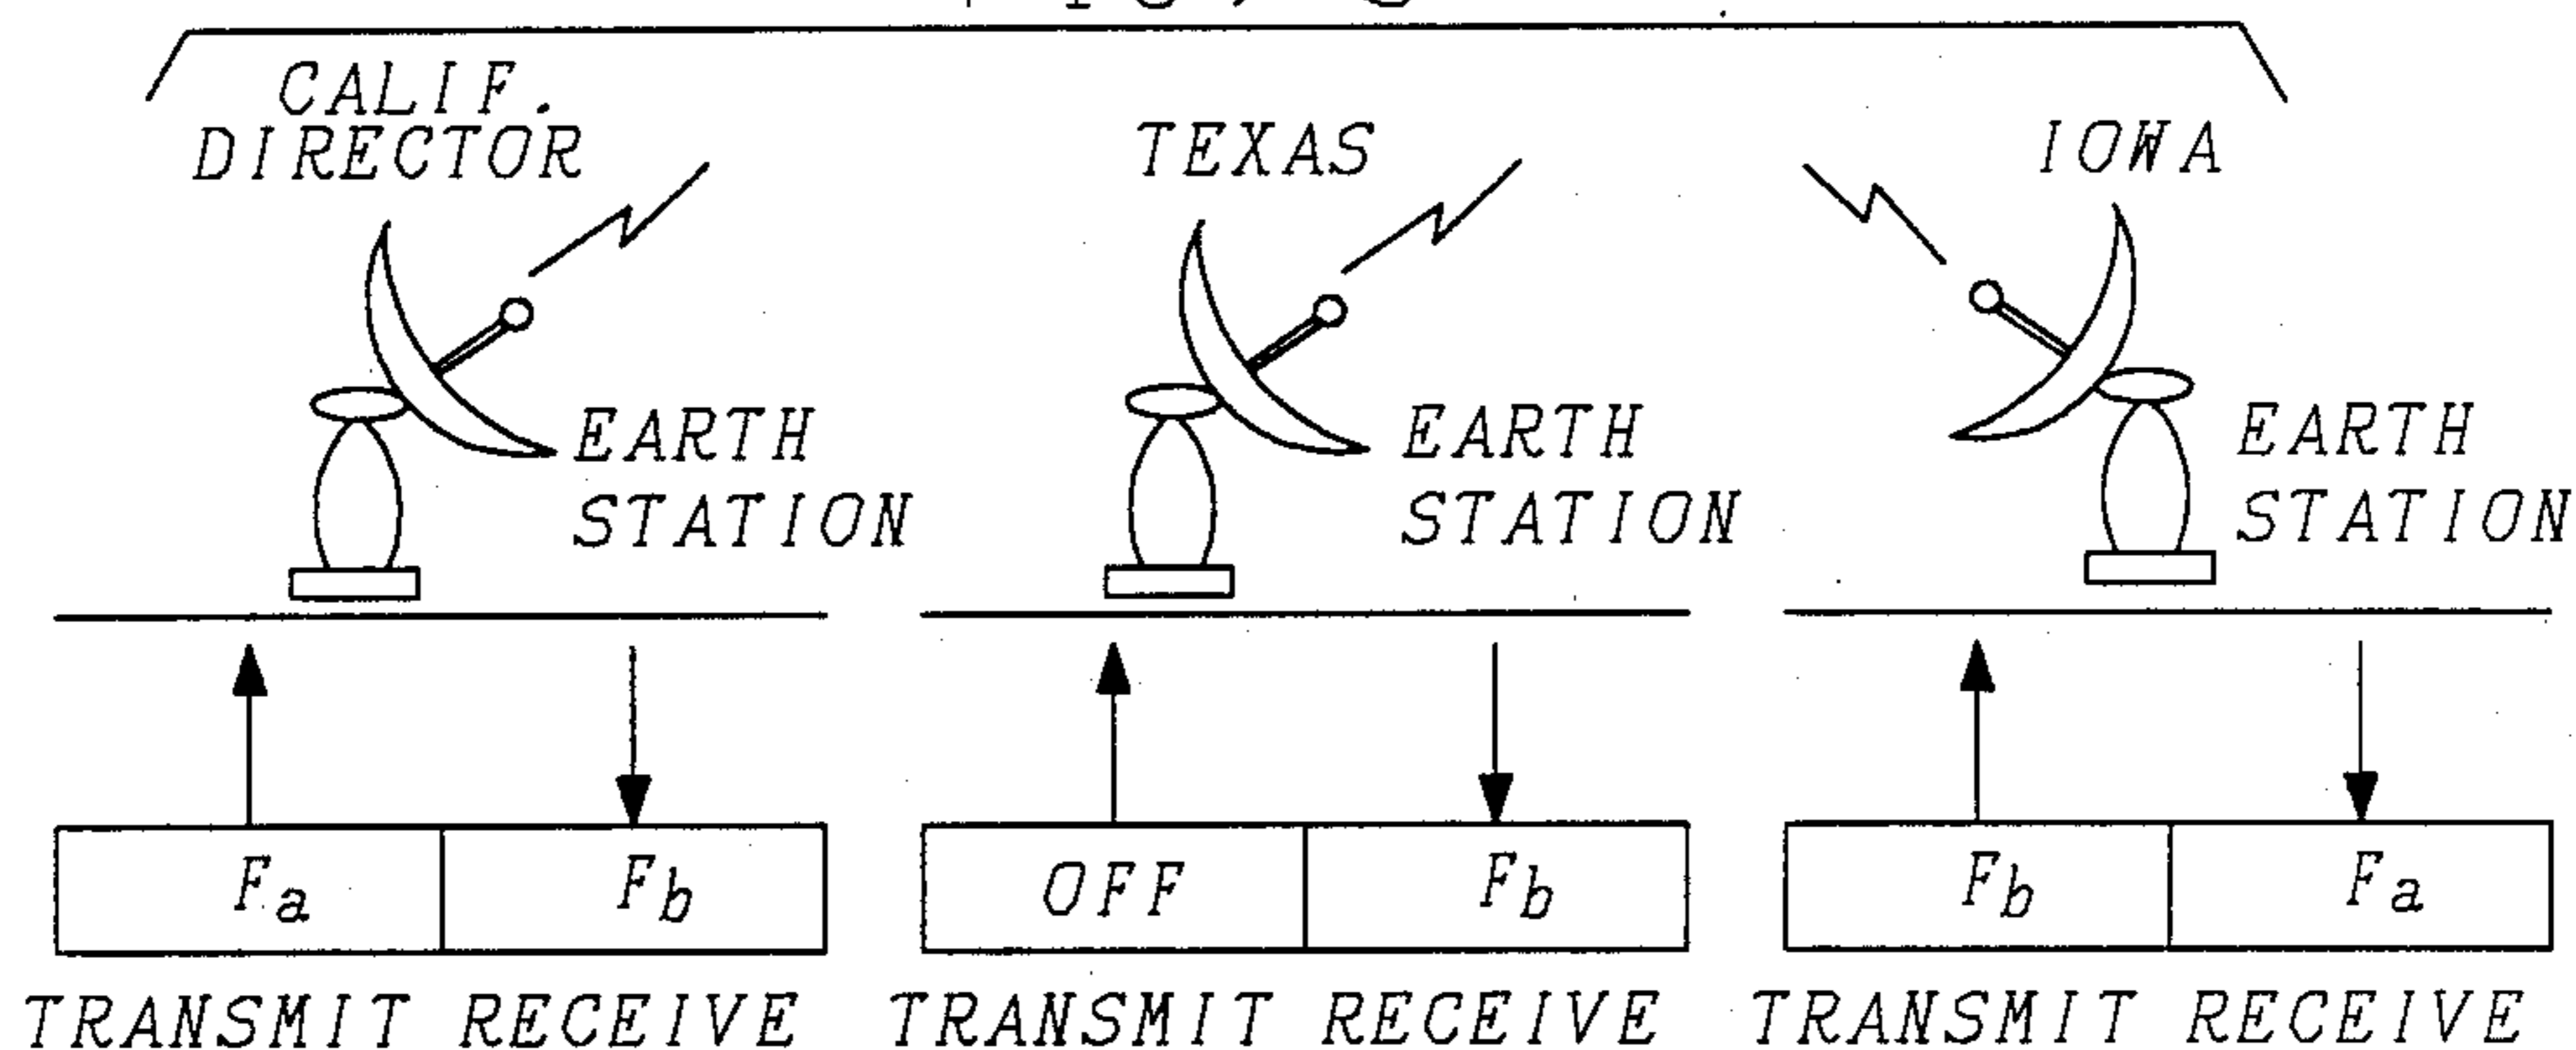 CALIF.
DIRECTOR
TEXAS
IOWA
EARTH
STATION
EARTH
STATION
EARTH
STATION
Fa
Fb
OFF
Fb
Fb
Fa
TRANSMIT RECEIVE
TRANSMIT RECEIVE
TRANSMIT RECEIVE